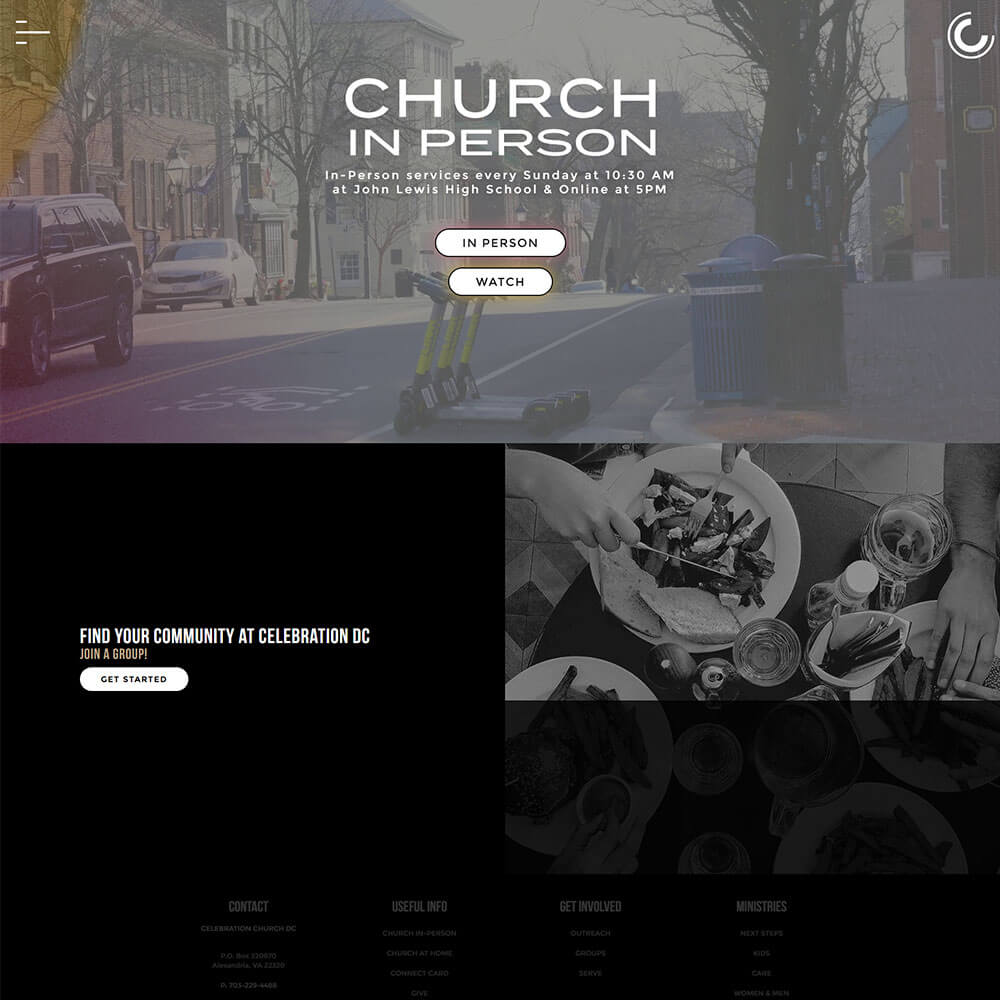 CHURCH
IN PERSON
In-Person services every Sunday at 10:30 AM
at John Lewis High School & Online at 5PM
IN PERSON
WATCH
FIND YOUR COMMUNITY AT CELEBRATION DC
JOIN A GROUP!
GET STARTED
CONTACT
CELEBRATION CHURCH DC
P.O. Box 220870
Alexandria, VA 22320
P. 703-229-4488
USEFUL INFO
CHURCH IN-PERSON
CHURCH AT HOME
CONNECT CARD
GIVE
GET INVOLVED
OUTREACH
GROUPS
SERVE
MINISTRIES
NEXT STEPS
KIDS
CARE
WOMEN & MEN